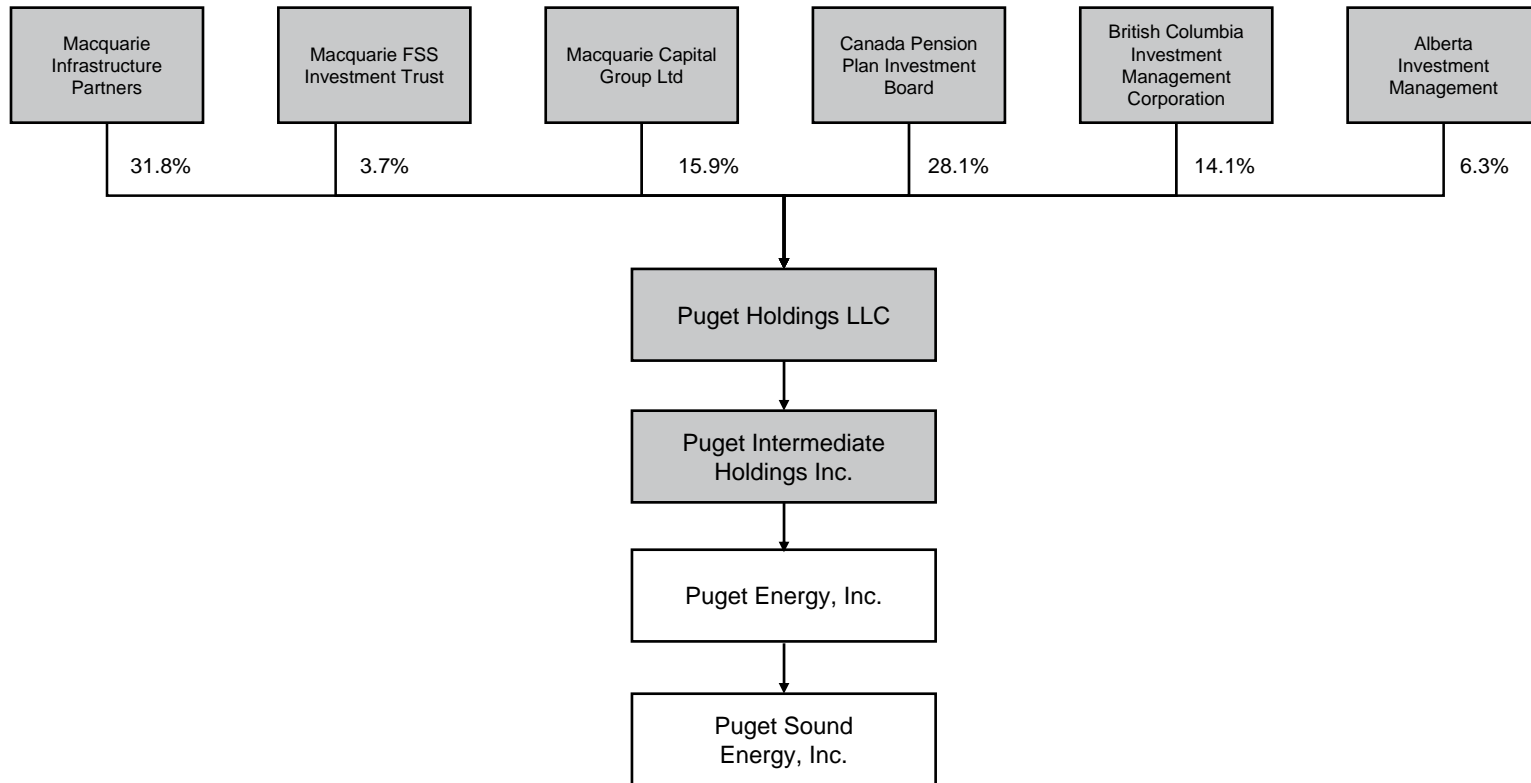 Macquarie
Infrastructure
Partners
Macquarie FSS
Investment Trust
Macquarie Capital
Group Ltd
Canada Pension
Plan Investment
Board
British Columbia
Investment
Management
Corporation
Alberta
Investment
Management
31.8%
3.7%
15.9%
28.1%
14.1%
6.3%
Puget Holdings LLC
Puget Intermediate
Holdings Inc.
Puget Energy, Inc.
Puget Sound
Energy, Inc.